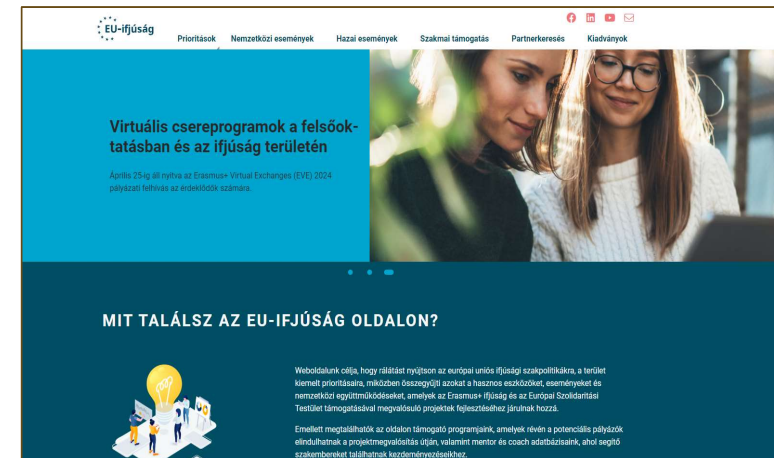 EU-ifjúság
Prioritások Nemzetközi események Hazai események Szakmai támogatás Partnerkeresés Kiadványok
Virtuális csereprogramok a felsőok-
tatásban és az ifjúság területén
Április 25-ig áll nyitva az Erasmus+ Virtual Exchanges (EVE) 2024
pályázati felhívás az érdeklődők számára.
MIT TALÁLSZ AZ EU-IFJÚSÁG OLDALON?
Weboldalunk célja, hogy rálátást nyújtson az európai uniós ifjúsági szakpolitikákra, a terület
kiemelt prioritásaira, miközben összegyűjti azokat a hasznos eszközöket, eseményeket és
nemzetközi együttműködéseket, amelyek az Erasmus+ ifjúság és az Európai Szolidaritási
Testület támogatásával megvalósuló projektek fejlesztéséhez járulnak hozzá.
Emellett megtalálhatók az oldalon támogató programjaink, amelyek révén a potenciális pályázók
elindulhatnak a projektmegvalósítás útján, valamint mentor és coach adatbázisaink, ahol segítő
szakembereket találhatnak kezdeményezéseikhez.